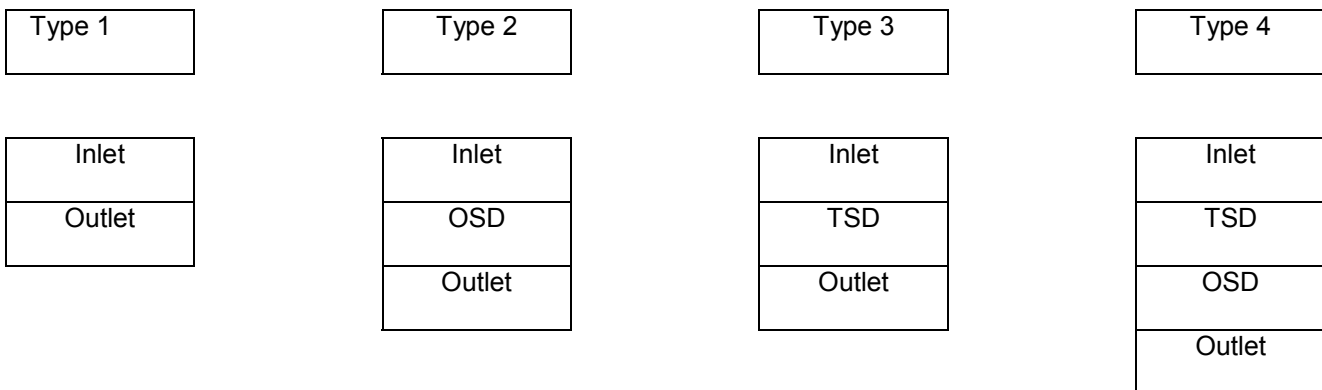 Type 1 Type 2 Type 3 Type 4
Inlet Inlet Inlet Inlet
Outlet OSD TSD TSD
Outlet Outlet OSD
Outlet